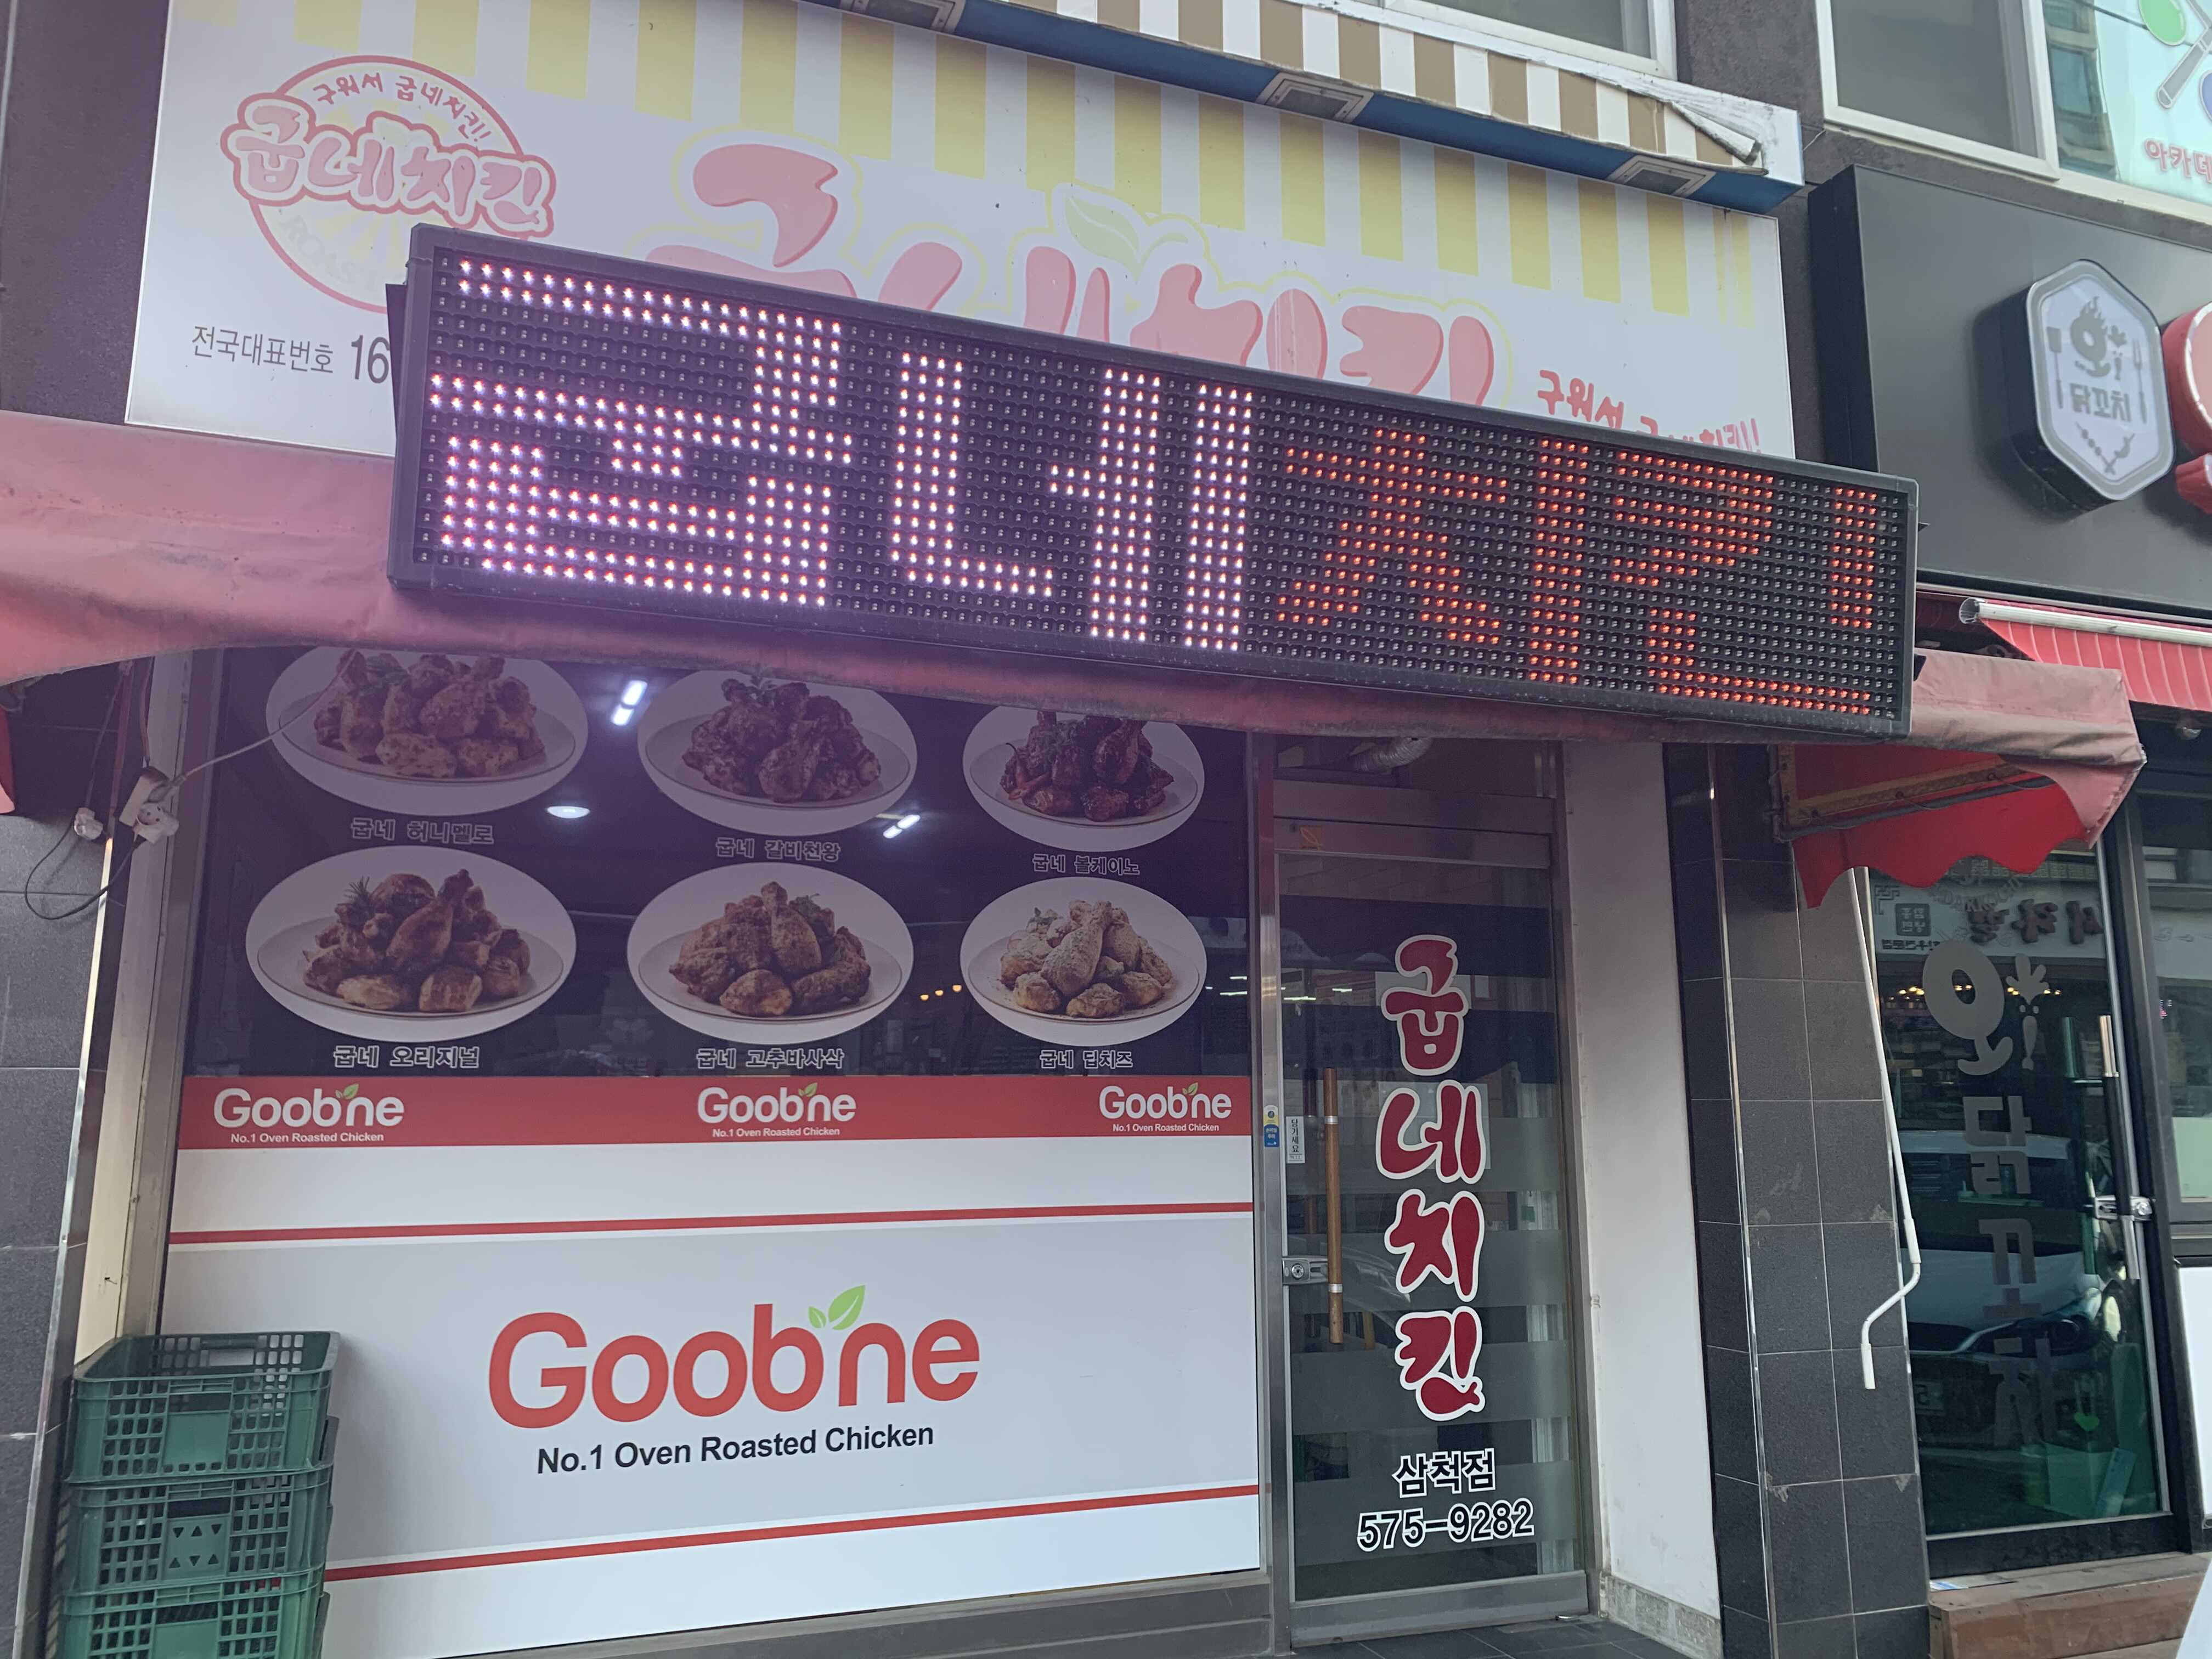 구워서 굽네치킨!!
굽네치킨
전국대표번호 16
구워서
굽네치킨
오!
닭꼬치
굽네 허니멜로
굽네 갈비천왕
굽네 볼케이노
굽네 오리지널
굽네 고추바사삭
굽네 딥치즈
Goobne
No.1 Oven Roasted Chicken
Goobne
No.1 Oven Roasted Chicken
Goobne
No.1 Oven Roasted Chicken
Goobne
No.1 Oven Roasted Chicken
당기세요
굽네치킨
삼척점
575-9282
오!
닭
꼬
치